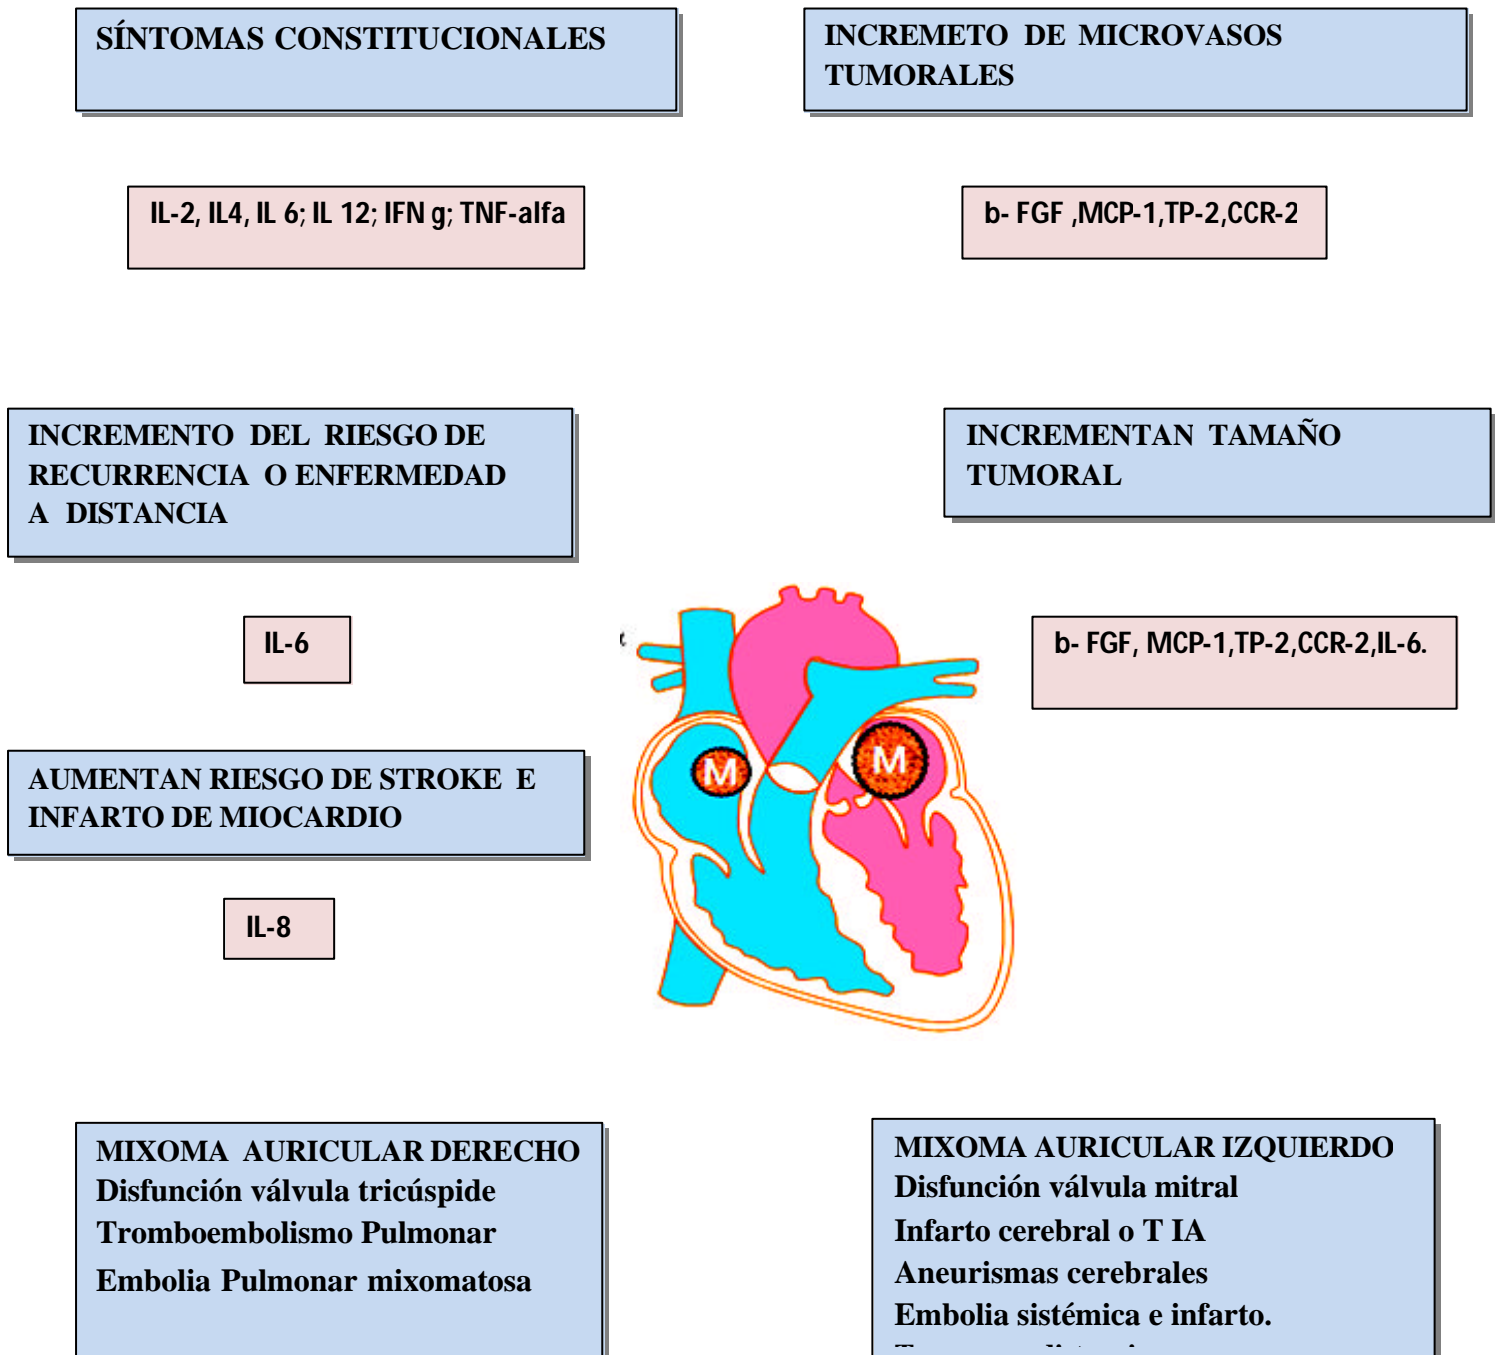 SÍNTOMAS CONSTITUCIONALES
INCREMETO DE MICROVASOS
TUMORALES
IL-2, IL4, IL 6; IL 12; IFN g; TNF-alfa
b- FGF ,MCP-1,TP-2,CCR-2
INCREMENTO DEL RIESGO DE
RECURRENCIA O ENFERMEDAD
A DISTANCIA
INCREMENTAN TAMAÑO
TUMORAL
IL-6
b- FGF, MCP-1,TP-2,CCR-2,IL-6.
M
M
AUMENTAN RIESGO DE STROKE E
INFARTO DE MIOCARDIO
IL-8
MIXOMA AURICULAR DERECHO
Disfunción válvula tricúspide
Tromboembolismo Pulmonar
Embolia Pulmonar mixomatosa
MIXOMA AURICULAR IZQUIERDO
Disfunción válvula mitral
Infarto cerebral o T IA
Aneurismas cerebrales
Embolia sistémica e infarto.